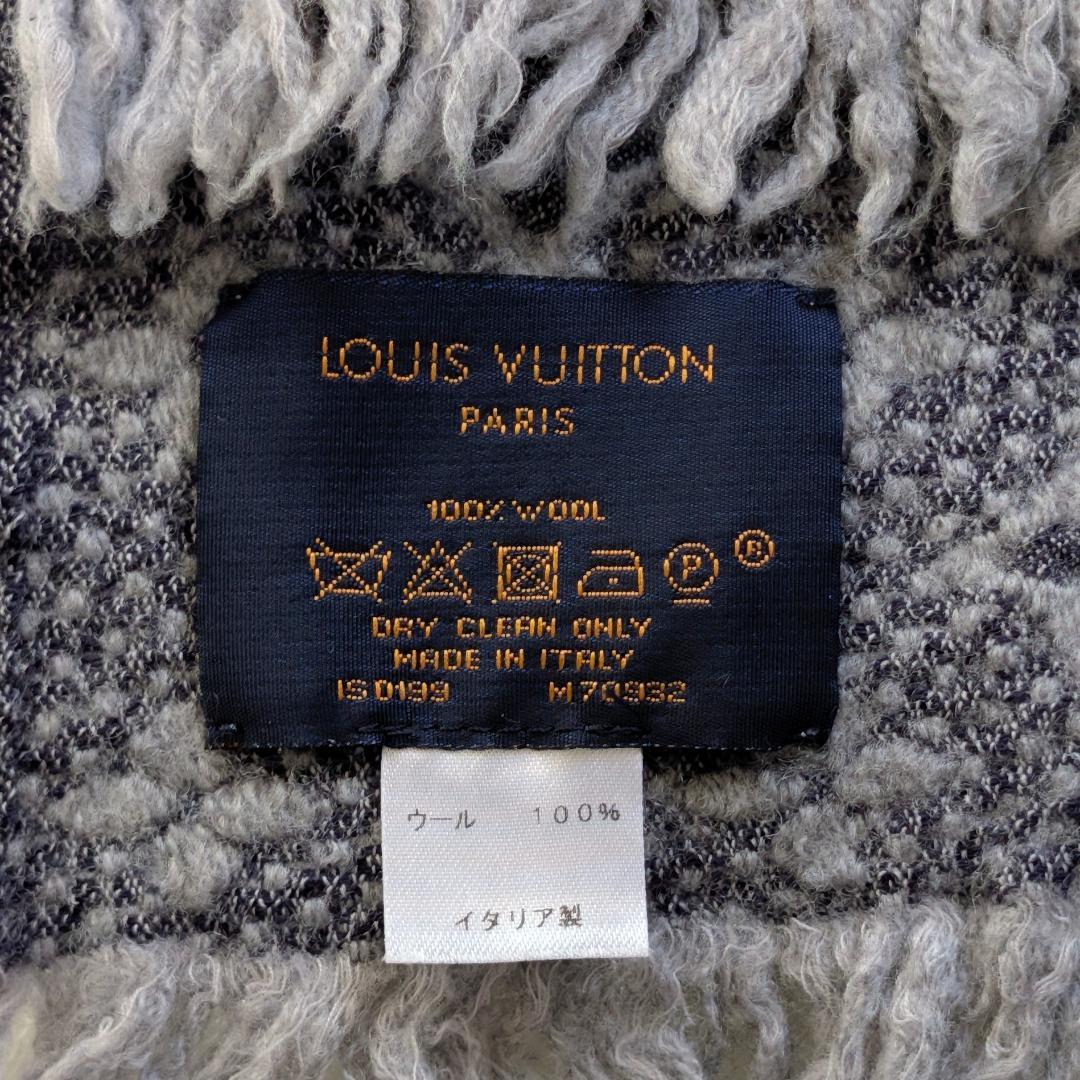 LOUIS VUITTON
PARIS
100% WOOL
P ®
DRY CLEAN ONLY
MADE IN ITALY
IS0199 M70932
ウール 100%
イタリア製